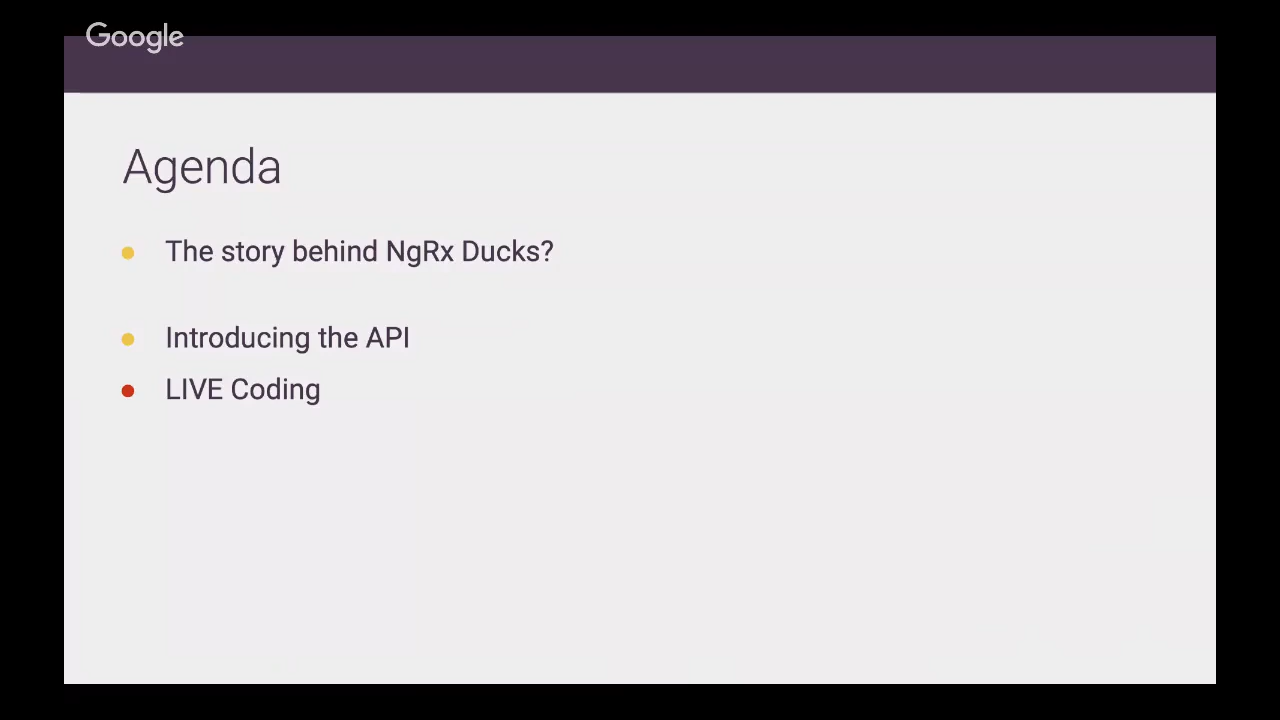 Google
Agenda
The story behind NgRx Ducks?
Introducing the API
LIVE Coding